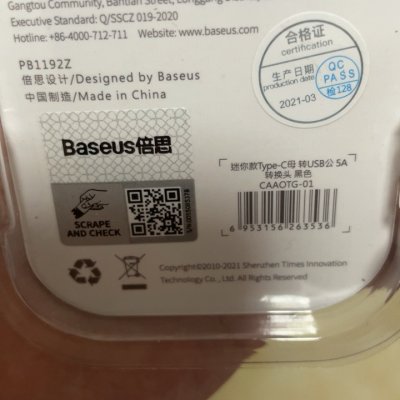 Gangtou Community, Bantian Street, Longgang
Executive Standard: Q/SSCZ 019-2020
Hotline: +86-4000-712-711 Website: www.baseus.com
PB1192Z
倍思设计/Designed by Baseus
中国制造/Made in China
合格证
certification
生产日期
production date
2021-03
QC
PASS
检128
Baseus倍思
SCRAPE
AND CHECK
迷你款Type-C母 转USB公 5A
转换头 黑色
CAAOTG-01
6 953156 263536
Copyright©2010-2021 Shenzhen Times Innovation
Technology Co., Ltd. All Rights Reserved